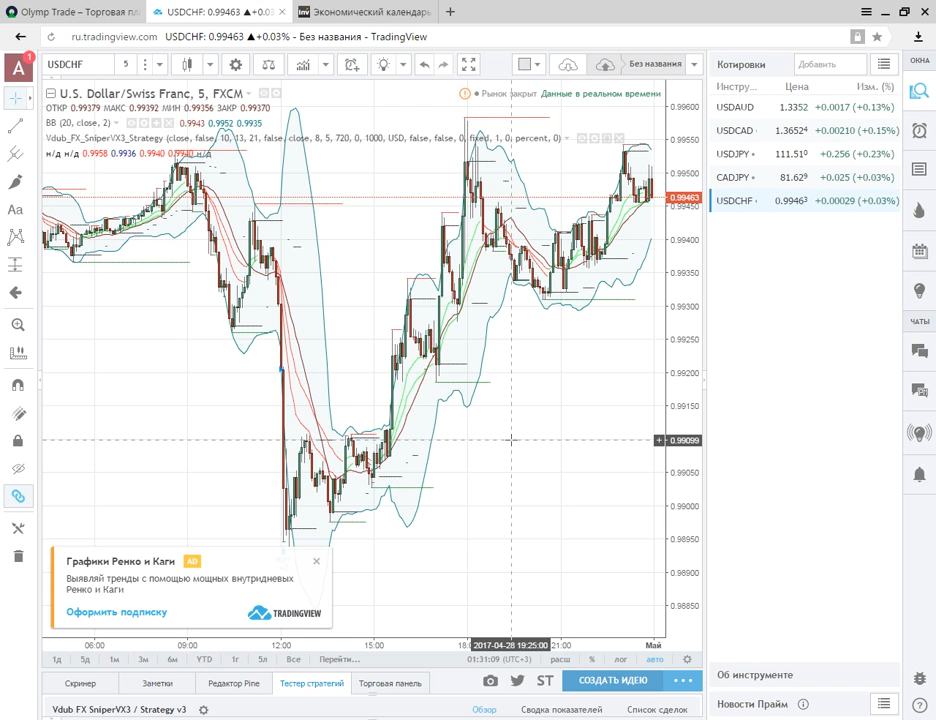 Olymp Trade – Торговая пл
USDCHF: 0.99463 ▲+0.03
Экономический календарь
ru.tradingview.com USDCHF: 0.99463 ▲+0.03% - Без названия - TradingView
A 1
USDCHF 5
Без названия
Котировки Добавить
ОКНА
U.S. Dollar/Swiss Franc, 5, FXCM
Рынок закрыт Данные в реальном времени
ОТКР 0.99379 МАКС 0.99392 МИН 0.99356 ЗАКР 0.99370
BB (20, close, 2) 0.9943 0.9952 0.9935
Vdub_FX_SniperVX3_Strategy (close, false, 10, 13, 21, false, close, 8, 5, 720, 0, 1000, USD, false, false, 0, fixed, 1, 0, percent, 0)
н/д н/д 0.9958 0.9936 0.9940 0.9940 н/д
Инстру... Цена Изм. (%)
USDAUD 1.3352 +0.0017 (+0.13%)
USDCAD 1.36524 +0.00210 (+0.15%)
USDJPY 111.510 +0.256 (+0.23%)
CADJPY 81.629 +0.025 (+0.03%)
USDCHF 0.99463 +0.00029 (+0.03%)
Aa
0.99600
0.99550
0.99500
0.99463
0.99450
0.99400
0.99350
0.99300
0.99250
0.99200
0.99150
0.99099
0.99050
0.99000
0.98950
0.98900
0.98850
ЧАТЫ
Графики Ренко и Каги AD
Выявляй тренды с помощью мощных внутридневных
Ренко и Каги
Оформить подписку
TRADINGVIEW
06:00 09:00 12:00 15:00 2017-04-28 19:25:00 21:00 Май
1д 5д 1м 3м 6м YTD 1г 5л Все Перейти... 01:31:09 (UTC+3) расш % лог авто
Скринер Заметки Редактор Pine Тестер стратегий Торговая панель
ST СОЗДАТЬ ИДЕЮ
Об инструменте
Новости Прайм
Vdub FX SniperVX3 / Strategy v3
Обзор Сводка показателей Список сделок